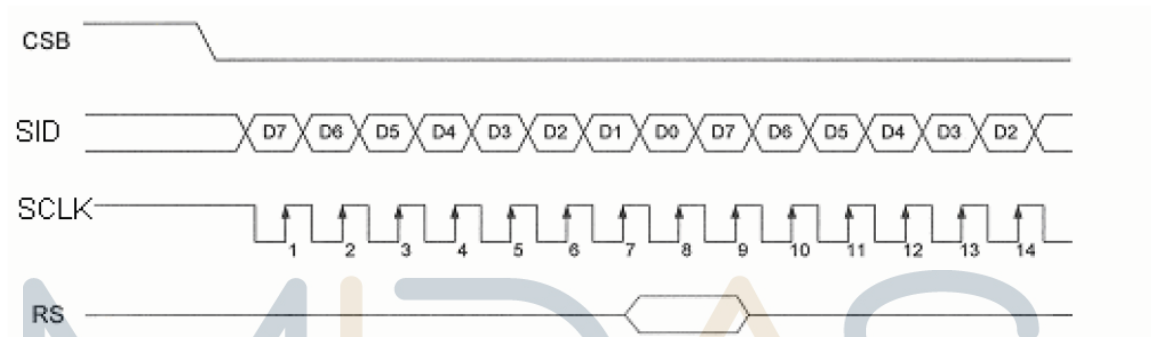 CSB
SID D7 D6 D5 D4 D3 D2 D1 D0 D7 D6 D5 D4 D3 D2
SCLK
1 2 3 4 5 6 7 8 9 10 11 12 13 14
RS